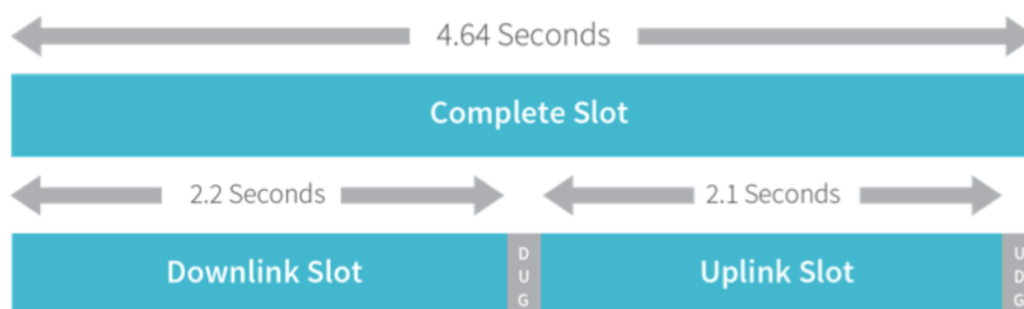 4.64 Seconds
Complete Slot
2.2 Seconds
2.1 Seconds
Downlink Slot
D
U
G
Uplink Slot
U
D
G